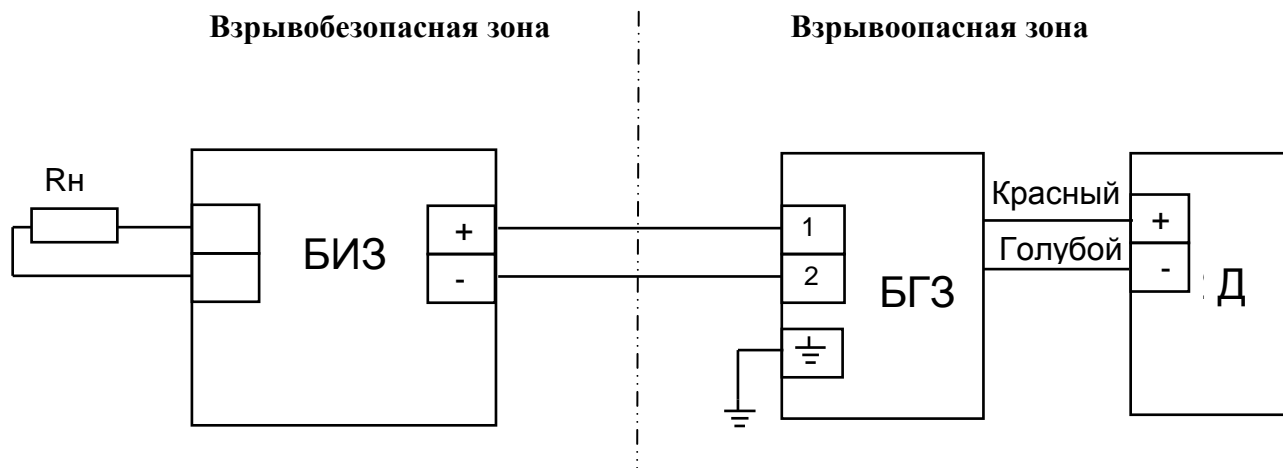 Взрывобезопасная зона
Взрывоопасная зона
Rн
БИЗ
+
-
1
2
БГЗ
Красный
Голубой
+
-
Д